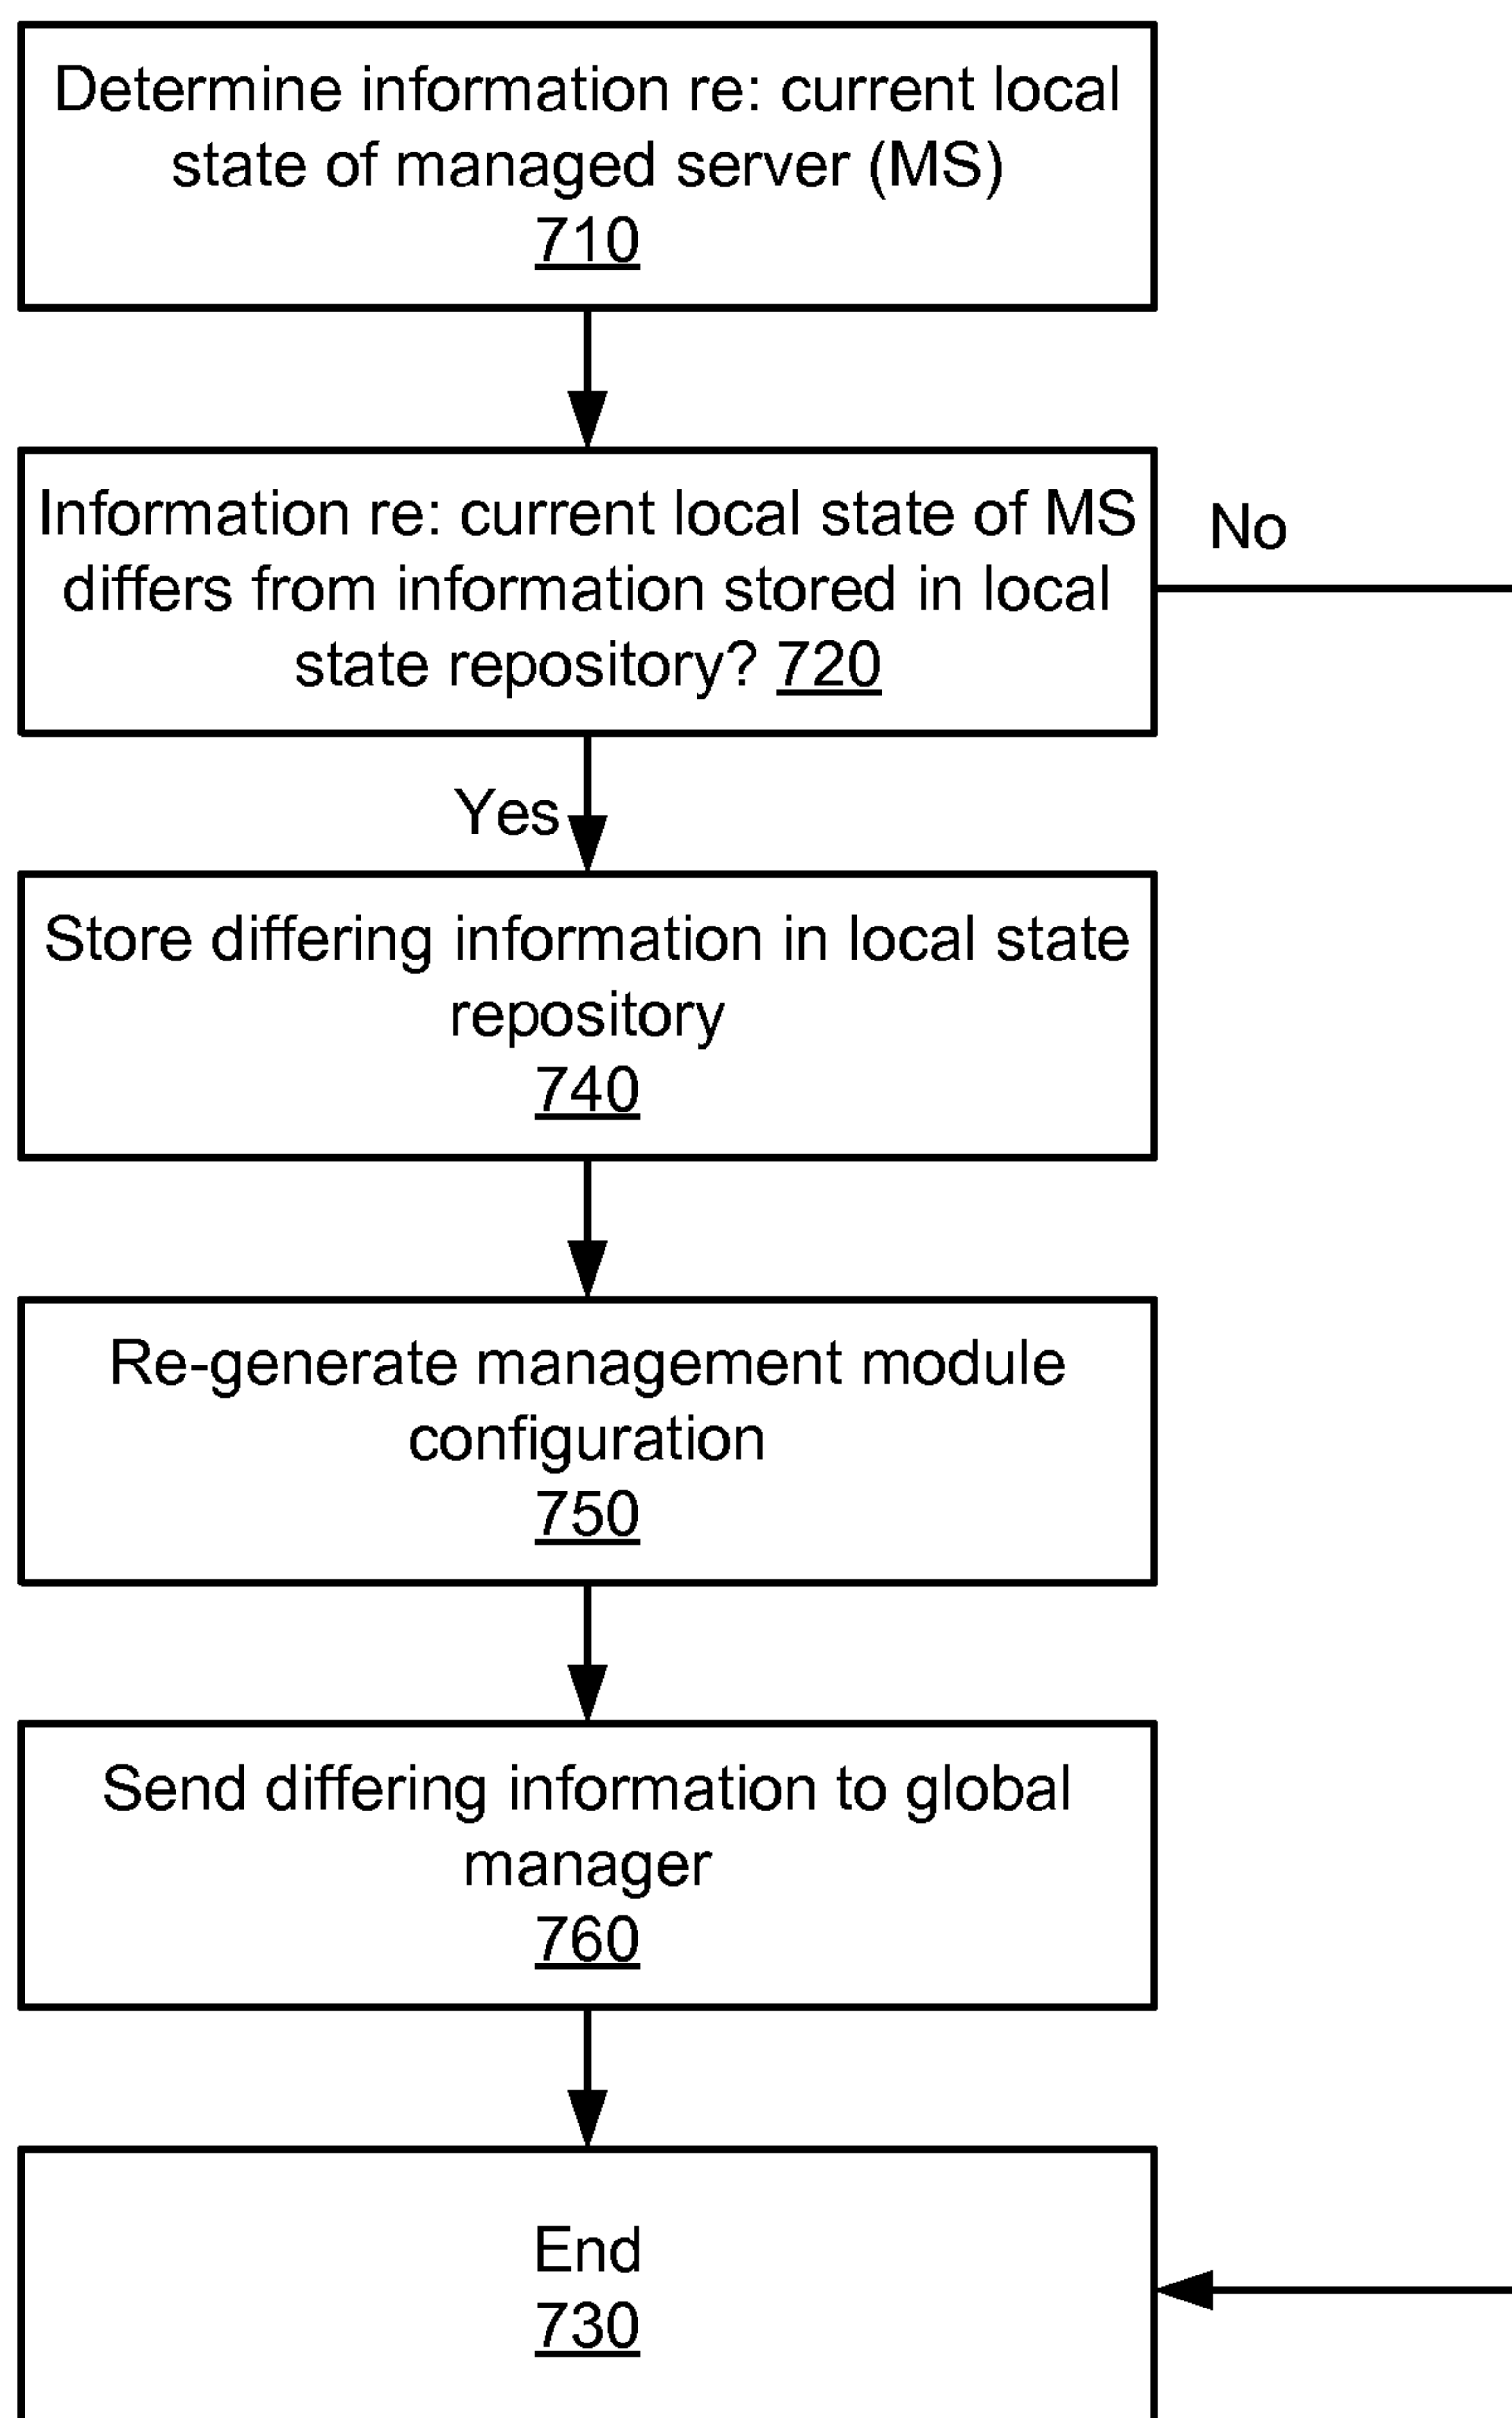 Determine information re: current local
state of managed server (MS)
710
Information re: current local state of MS
differs from information stored in local
state repository? 720
No
Yes
Store differing information in local state
repository
740
Re-generate management module
configuration
750
Send differing information to global
manager
760
End
730